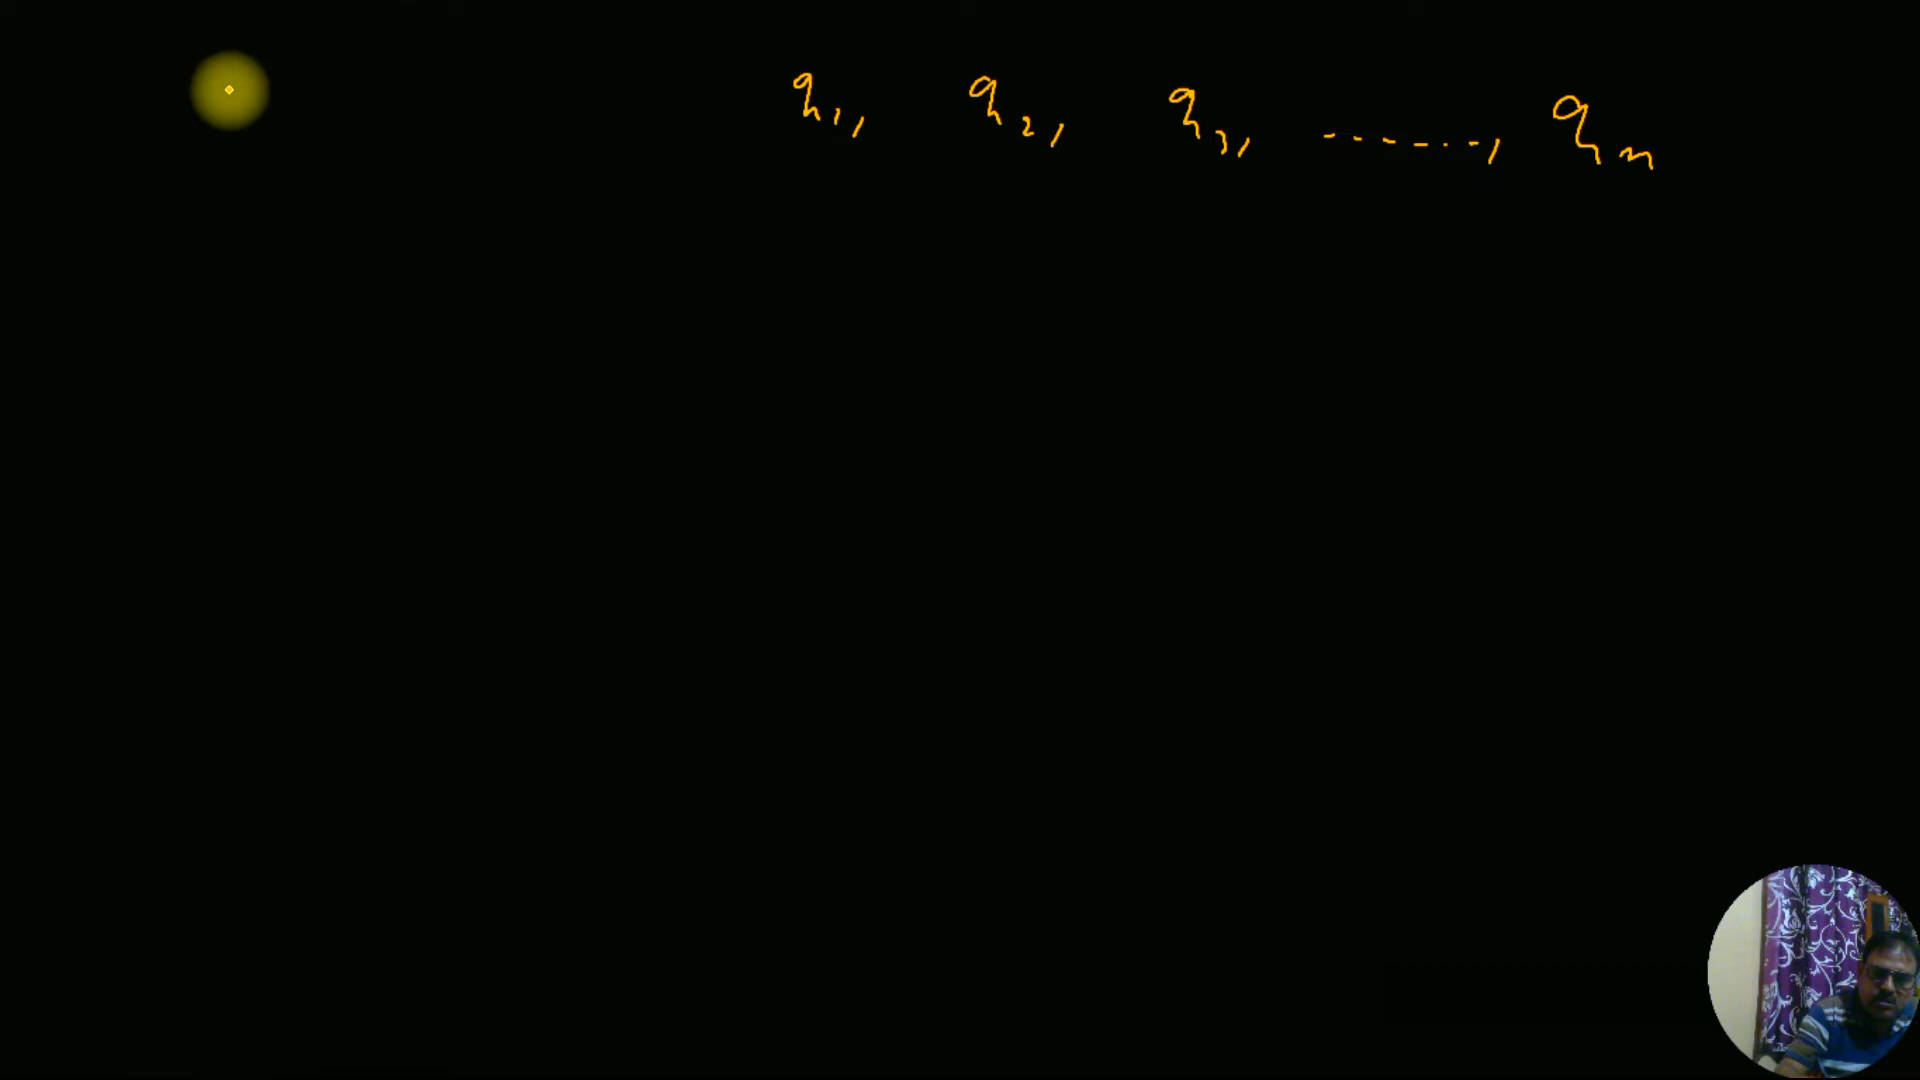 q₁, q₂, q₃, ......, qₙ